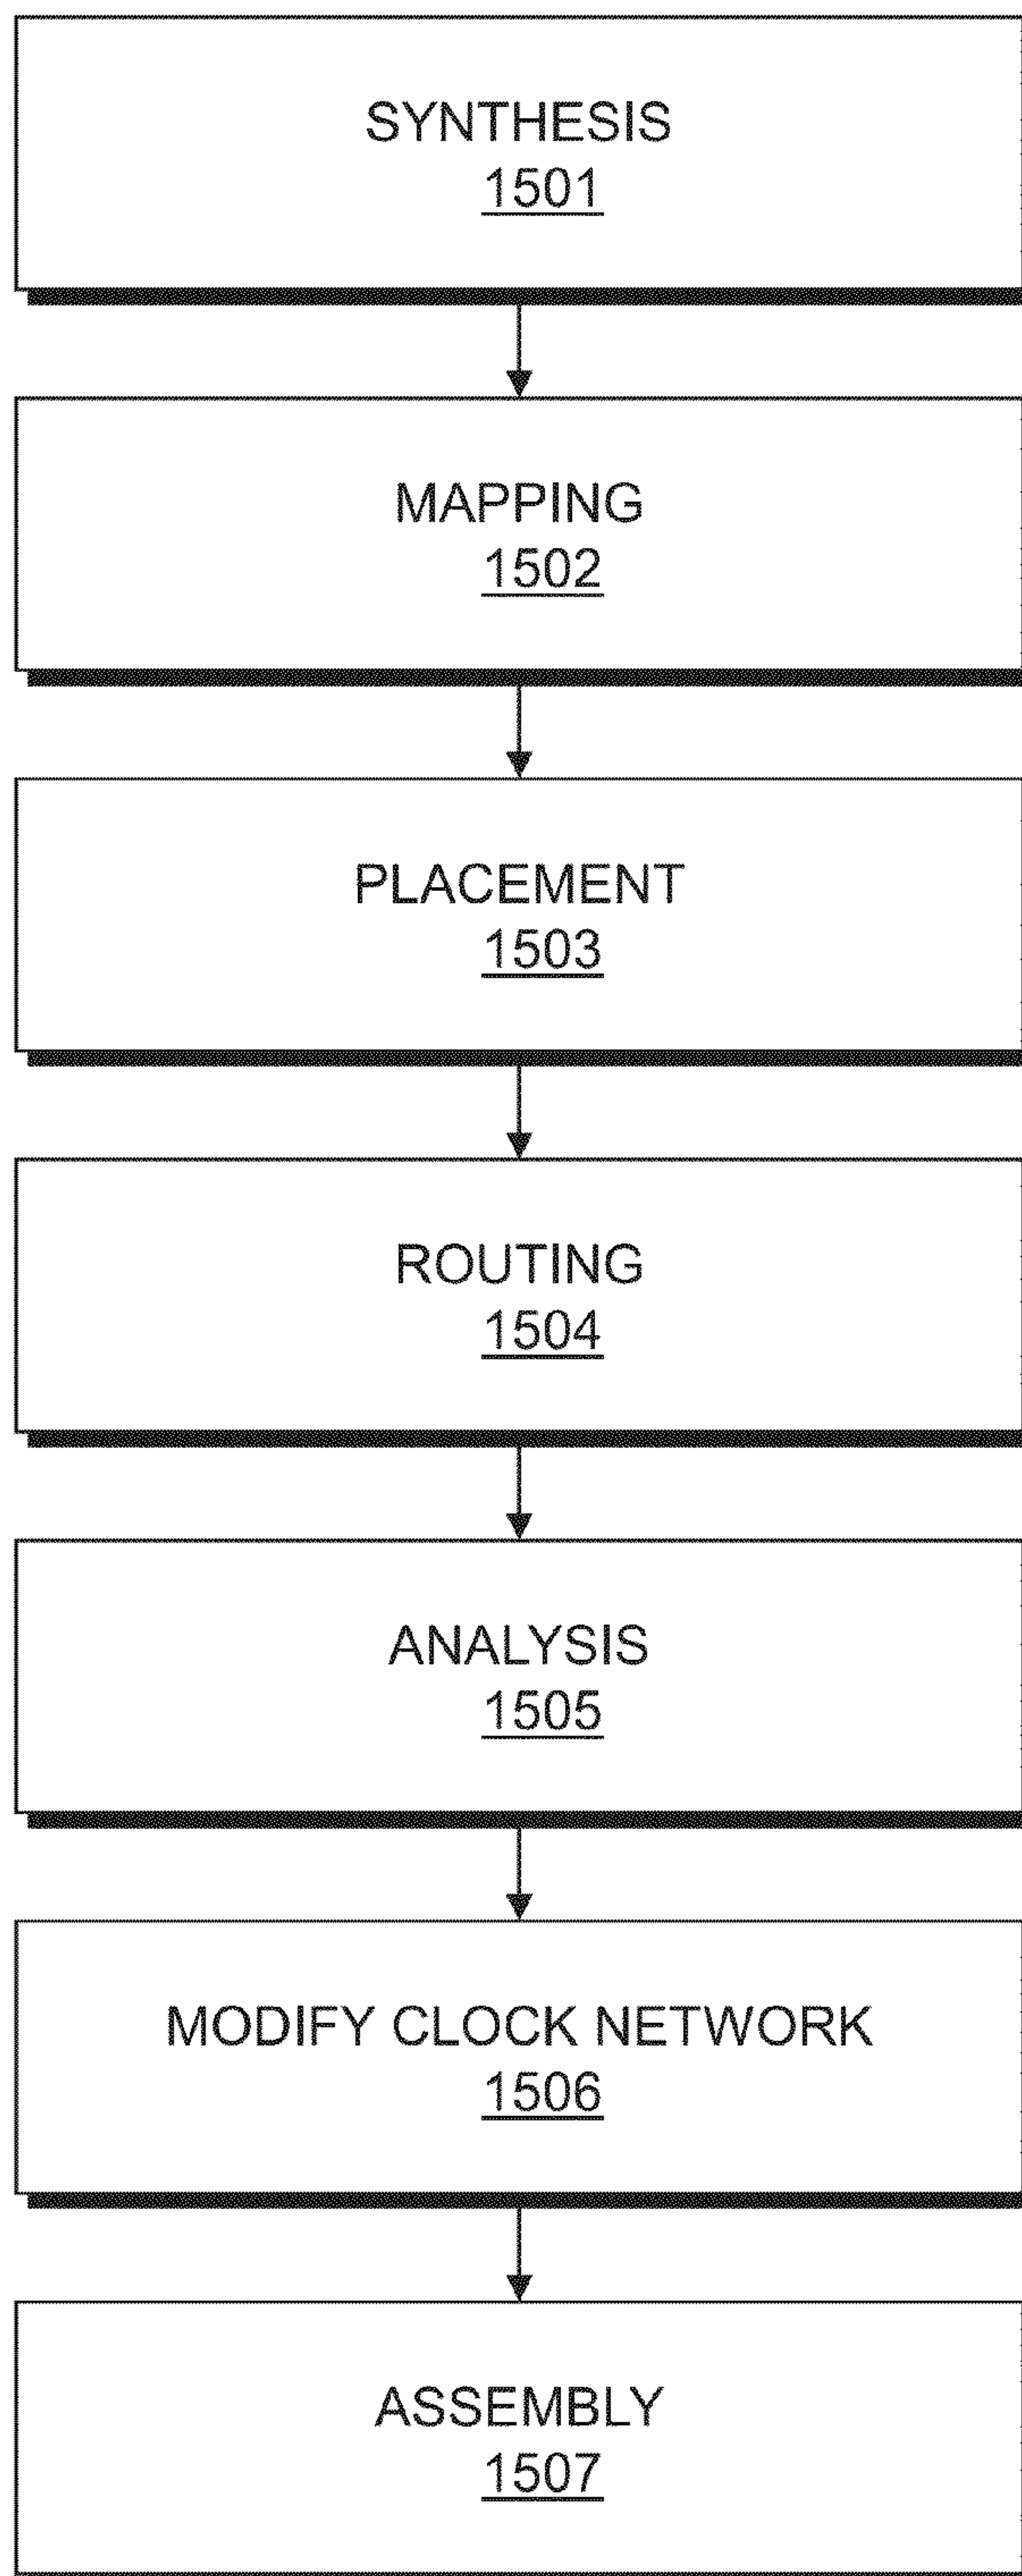 SYNTHESIS
1501
MAPPING
1502
PLACEMENT
1503
ROUTING
1504
ANALYSIS
1505
MODIFY CLOCK NETWORK
1506
ASSEMBLY
1507